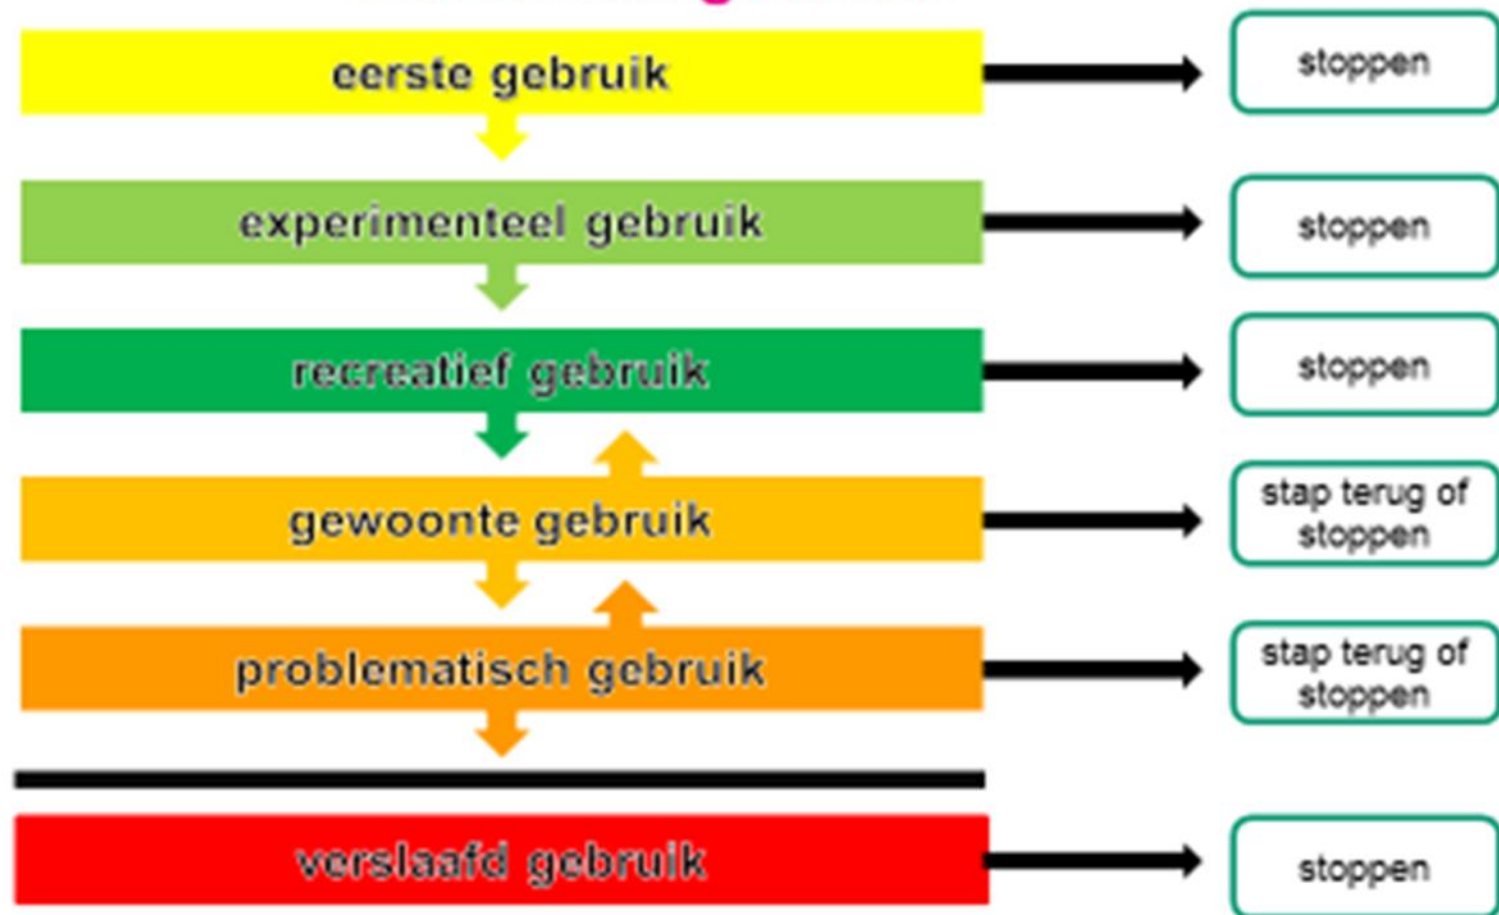 eerste gebruik
stoppen
experimenteel gebruik
stoppen
recreatief gebruik
stoppen
gewoonte gebruik
stap terug of
stoppen
problematisch gebruik
stap terug of
stoppen
verslaafd gebruik
stoppen